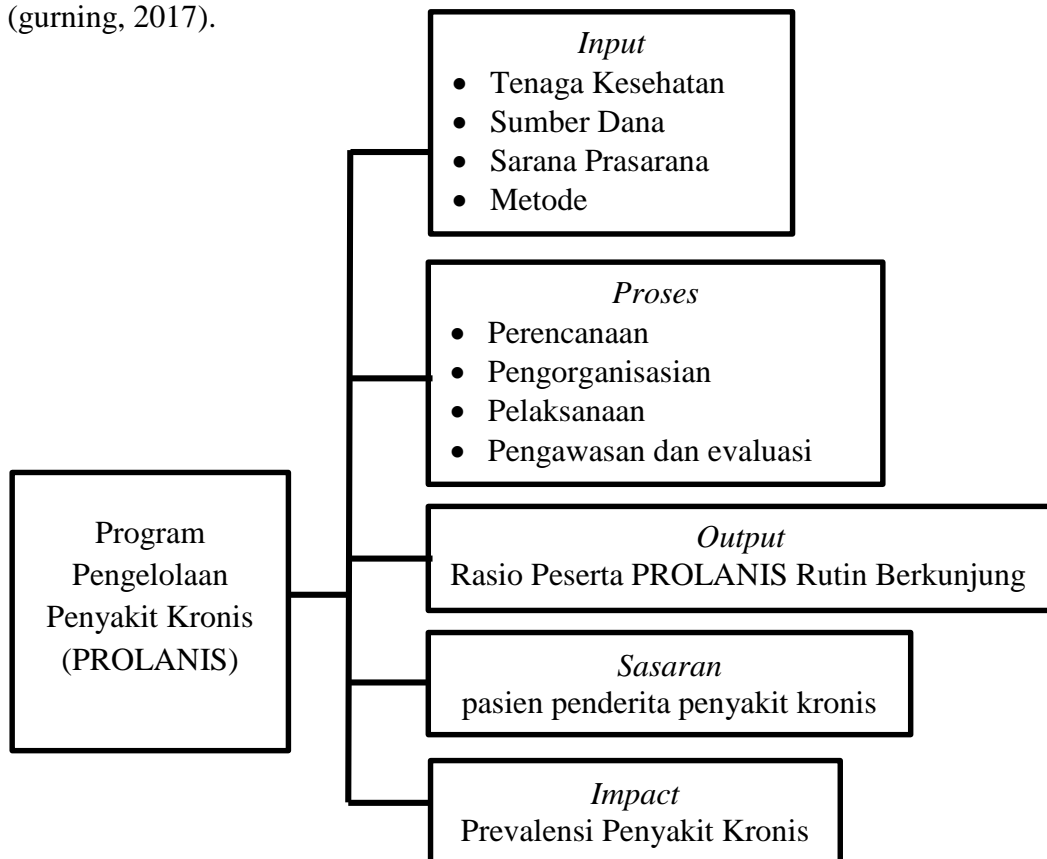 (gurning, 2017).
Input
• Tenaga Kesehatan
• Sumber Dana
• Sarana Prasarana
• Metode
Proses
• Perencanaan
• Pengorganisasian
• Pelaksanaan
• Pengawasan dan evaluasi
Program
Pengelolaan
Penyakit Kronis
(PROLANIS)
Output
Rasio Peserta PROLANIS Rutin Berkunjung
Sasaran
pasien penderita penyakit kronis
Impact
Prevalensi Penyakit Kronis